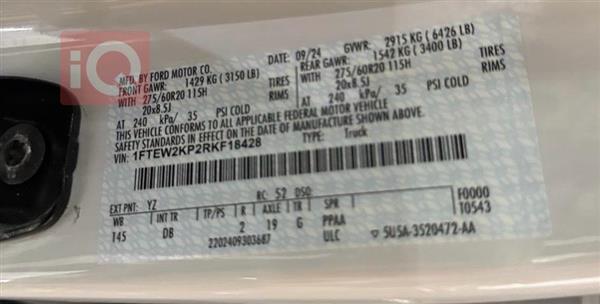 iQ
MFD. BY FORD MOTOR CO.
DATE: 09/24 GVWR: 2915 KG (6426 LB)
FRONT GAWR: 1429 KG (3150 LB)
REAR GAWR: 1542 KG (3400 LB)
WITH 275/60R20 115H TIRES
WITH 275/60R20 115H TIRES
20x8.5J RIMS
20x8.5J RIMS
AT 240 kPa/ 35 PSI COLD
AT 240 kPa/ 35 PSI COLD
THIS VEHICLE CONFORMS TO ALL APPLICABLE FEDERAL MOTOR VEHICLE
SAFETY STANDARDS IN EFFECT ON THE DATE OF MANUFACTURE SHOWN ABOVE.
VIN: 1FTEW2KP2RKF18428 TYPE: Truck
EXT PNT: YZ RC: 52 DSO: F0000
WB INT TR TP/PS R AXLE TR SPR T0543
145 DB 2 19 G PPAA
2202409303687 ULC 5U5A-3520472-AA